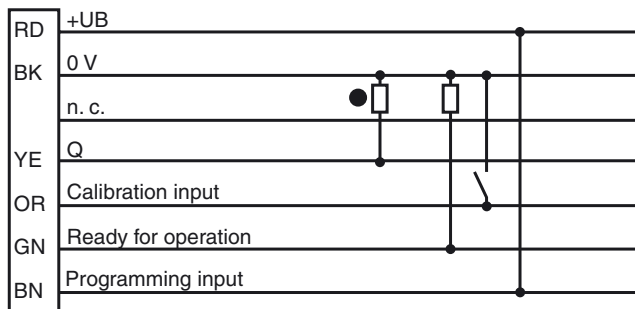 RD +UB
BK 0 V
n. c.
YE Q
OR Calibration input
GN Ready for operation
BN Programming input